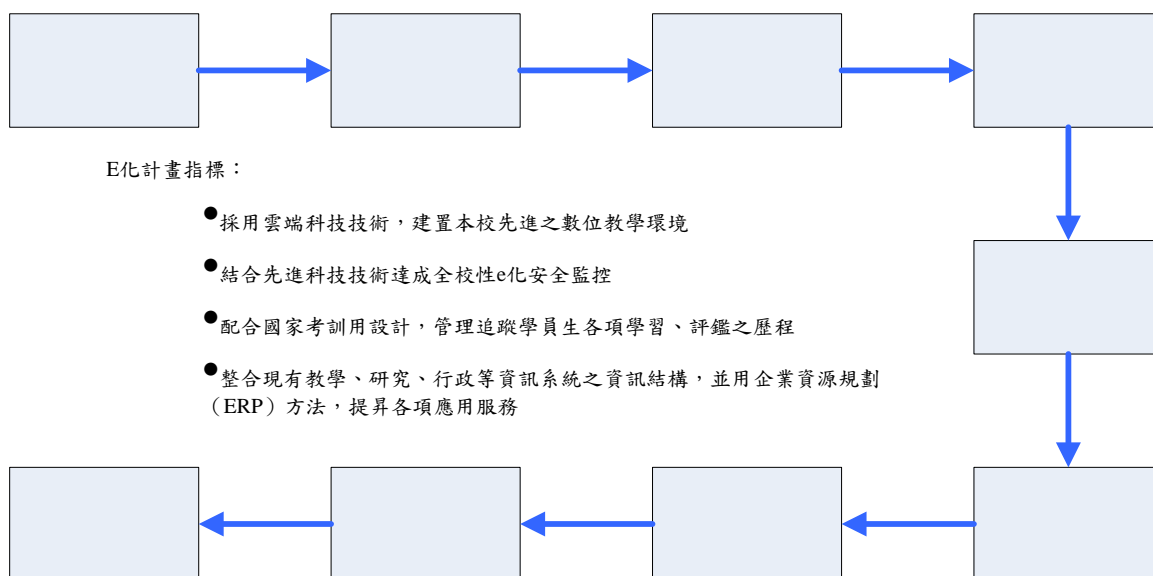 E化計畫指標：
●採用雲端科技技術，建置本校先進之數位教學環境
●結合先進科技技術達成全校性e化安全監控
●配合國家考訓用設計，管理追蹤學員生各項學習、評鑑之歷程
●整合現有教學、研究、行政等資訊系統之資訊結構，並用企業資源規劃
（ERP）方法，提昇各項應用服務